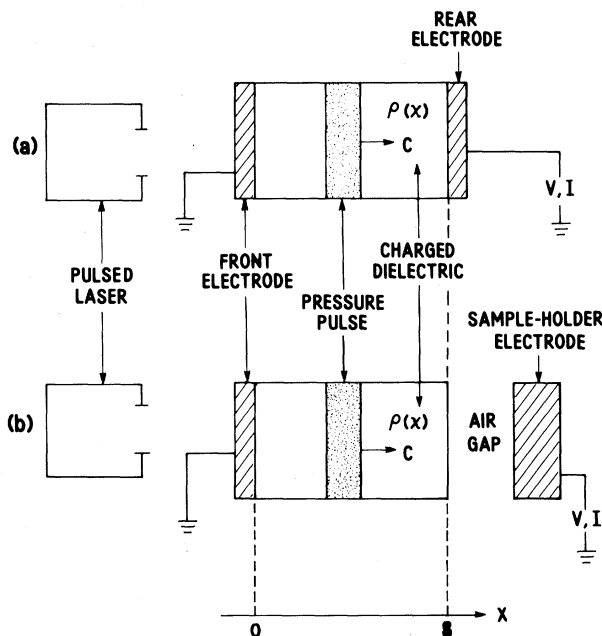 REAR
ELECTRODE
(a)
ρ(x)
C
V, I
PULSED
LASER
FRONT
ELECTRODE
PRESSURE
PULSE
CHARGED
DIELECTRIC
SAMPLE-HOLDER
ELECTRODE
(b)
ρ(x)
C
AIR
GAP
V, I
0
S
X